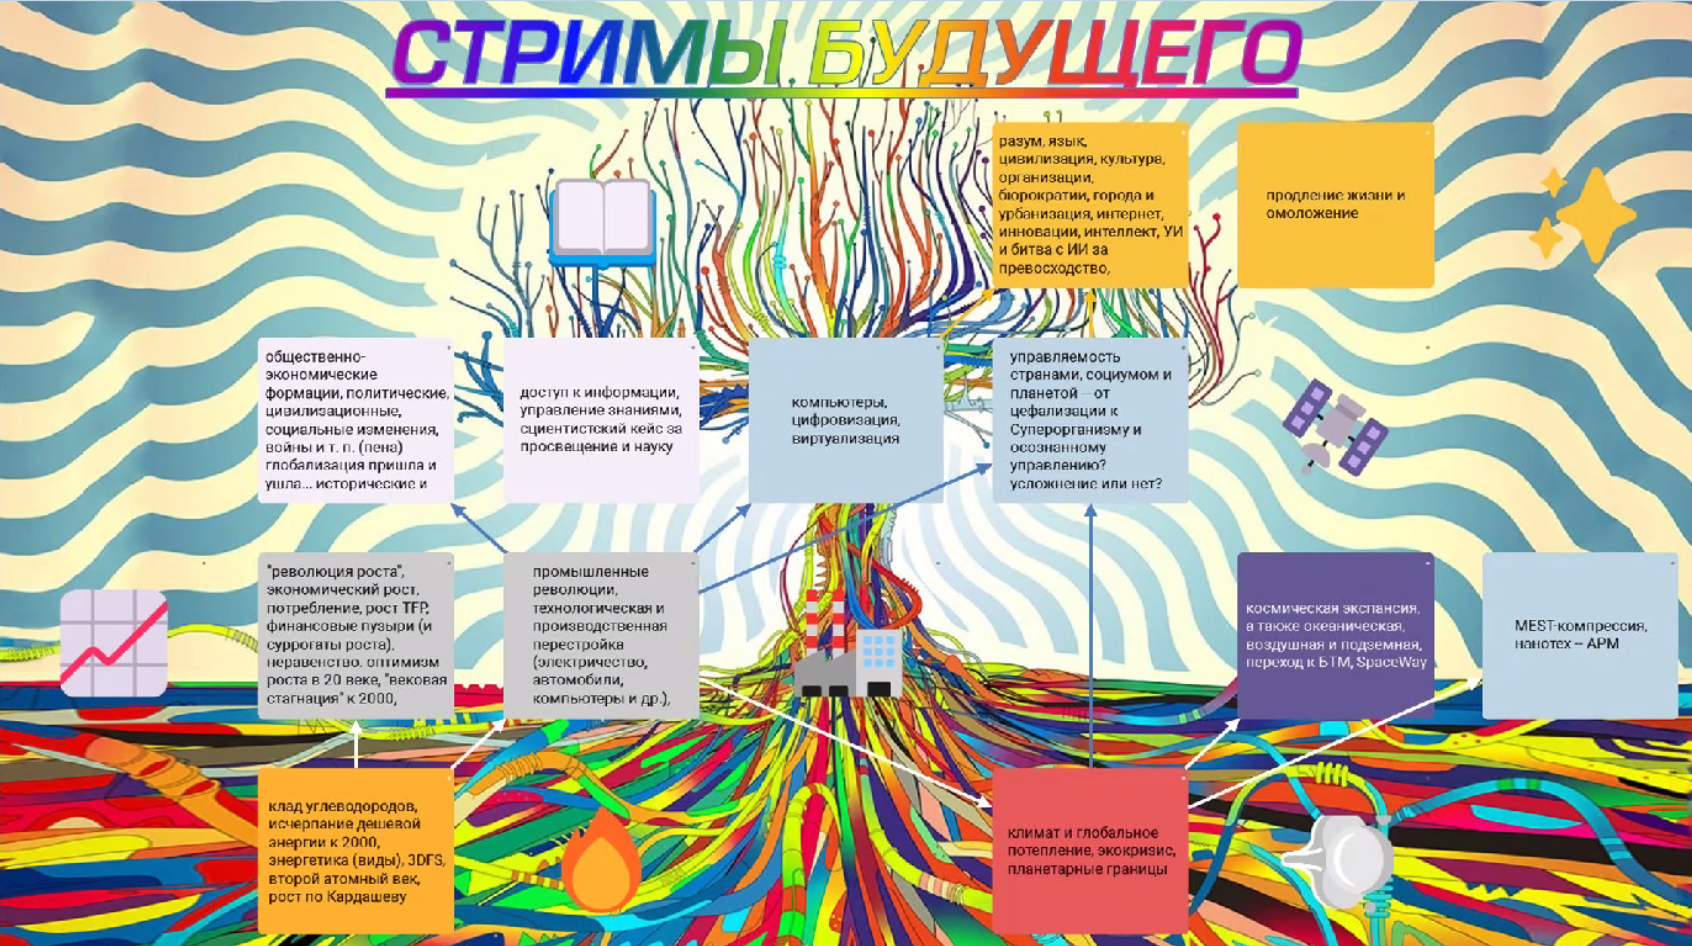 СТРИМЫ БУДУЩЕГО
разум, язык,
цивилизация, культура,
организации,
бюрократии, города и
урбанизация, интернет,
инновации, интеллект, УИ
и битва с ИИ за
превосходство,
продление жизни и
омоложение
общественно-
экономические
формации, политические,
цивилизационные,
социальные изменения,
войны и т. п. (пена)
глобализация пришла и
ушла... исторические и
доступ к информации,
управление знаниями,
сциентистский кейс за
просвещение и науку
компьютеры,
цифровизация,
виртуализация
управляемость
странами, социумом и
планетой – от
цефализации к
Суперорганизму и
осознанному
управлению?
усложнение или нет?
"революция роста",
экономический рост,
потребление, рост TFP,
финансовые пузыри (и
суррогаты роста),
неравенство. оптимизм
роста в 20 веке, "вековая
стагнация" к 2000,
промышленные
революции,
технологическая и
производственная
перестройка
(электричество,
автомобили,
компьютеры и др.),
космическая экспансия,
а также океаническая,
воздушная и подземная,
переход к БТМ, SpaceWay
MEST-компрессия,
нанотех – APM
клад углеводородов,
исчерпание дешевой
энергии к 2000,
энергетика (виды), 3DFS,
второй атомный век,
рост по Кардашеву
климат и глобальное
потепление, экокризис,
планетарные границы